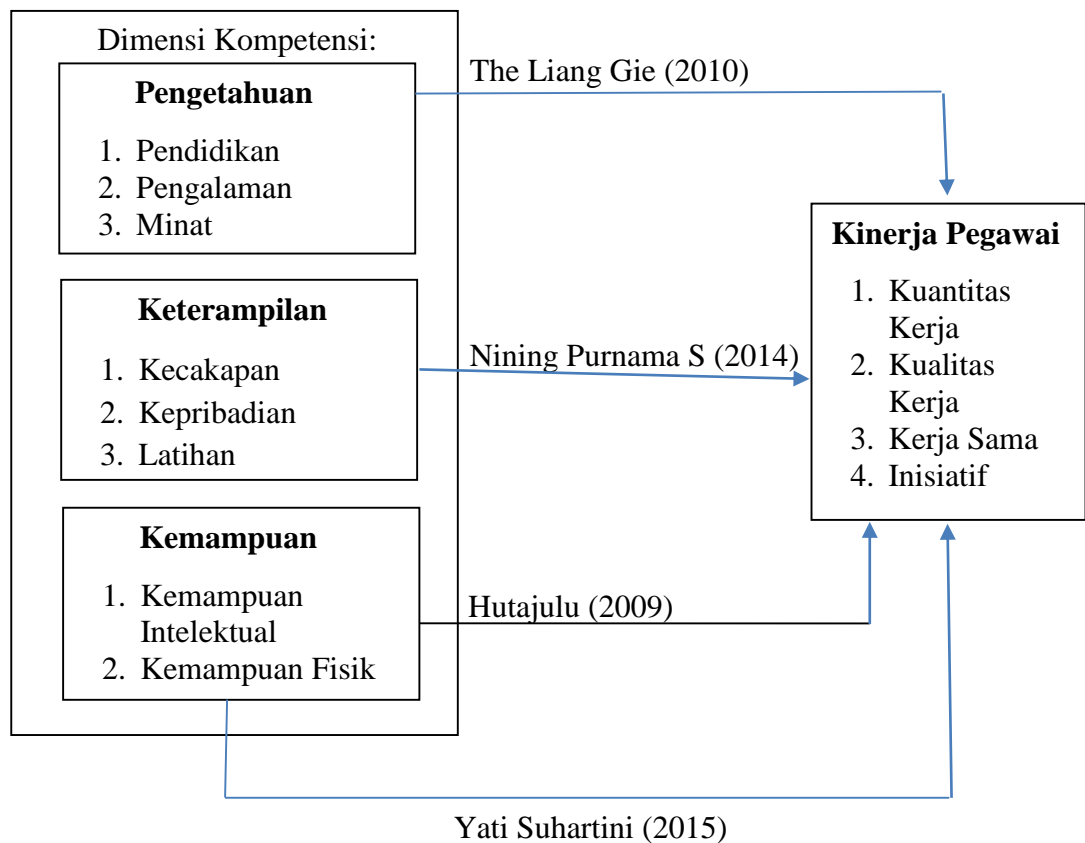 Dimensi Kompetensi:
Pengetahuan
1. Pendidikan
2. Pengalaman
3. Minat
The Liang Gie (2010)
Keterampilan
1. Kecakapan
2. Kepribadian
3. Latihan
Nining Purnama S (2014)
Kemampuan
1. Kemampuan
Intelektual
2. Kemampuan Fisik
Hutajulu (2009)
Yati Suhartini (2015)
Kinerja Pegawai
1. Kuantitas
Kerja
2. Kualitas
Kerja
3. Kerja Sama
4. Inisiatif